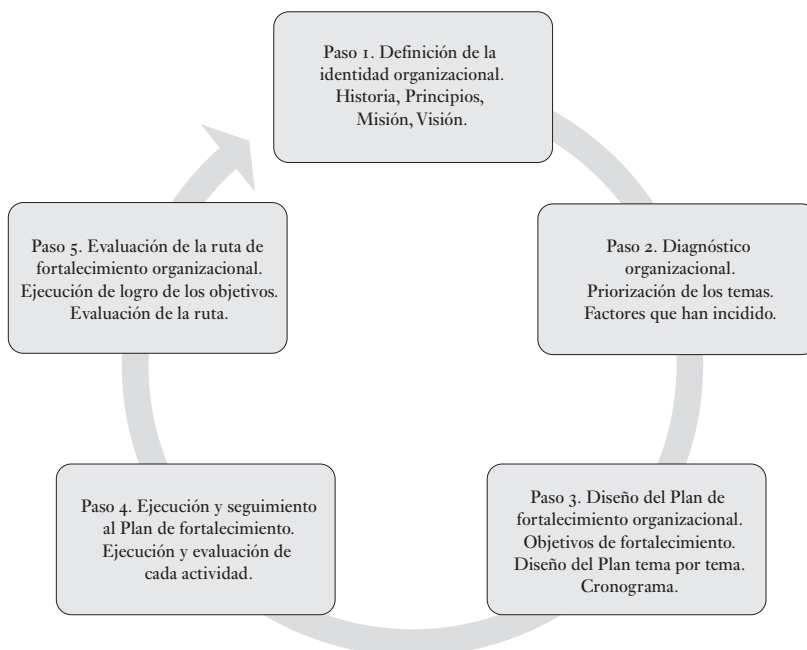 Paso 1. Definición de la
identidad organizacional.
Historia, Principios,
Misión, Visión.
Paso 2. Diagnóstico
organizacional.
Priorización de los temas.
Factores que han incidido.
Paso 3. Diseño del Plan de
fortalecimiento organizacional.
Objetivos de fortalecimiento.
Diseño del Plan tema por tema.
Cronograma.
Paso 4. Ejecución y seguimiento
al Plan de fortalecimiento.
Ejecución y evaluación de
cada actividad.
Paso 5. Evaluación de la ruta de
fortalecimiento organizacional.
Ejecución de logro de los objetivos.
Evaluación de la ruta.